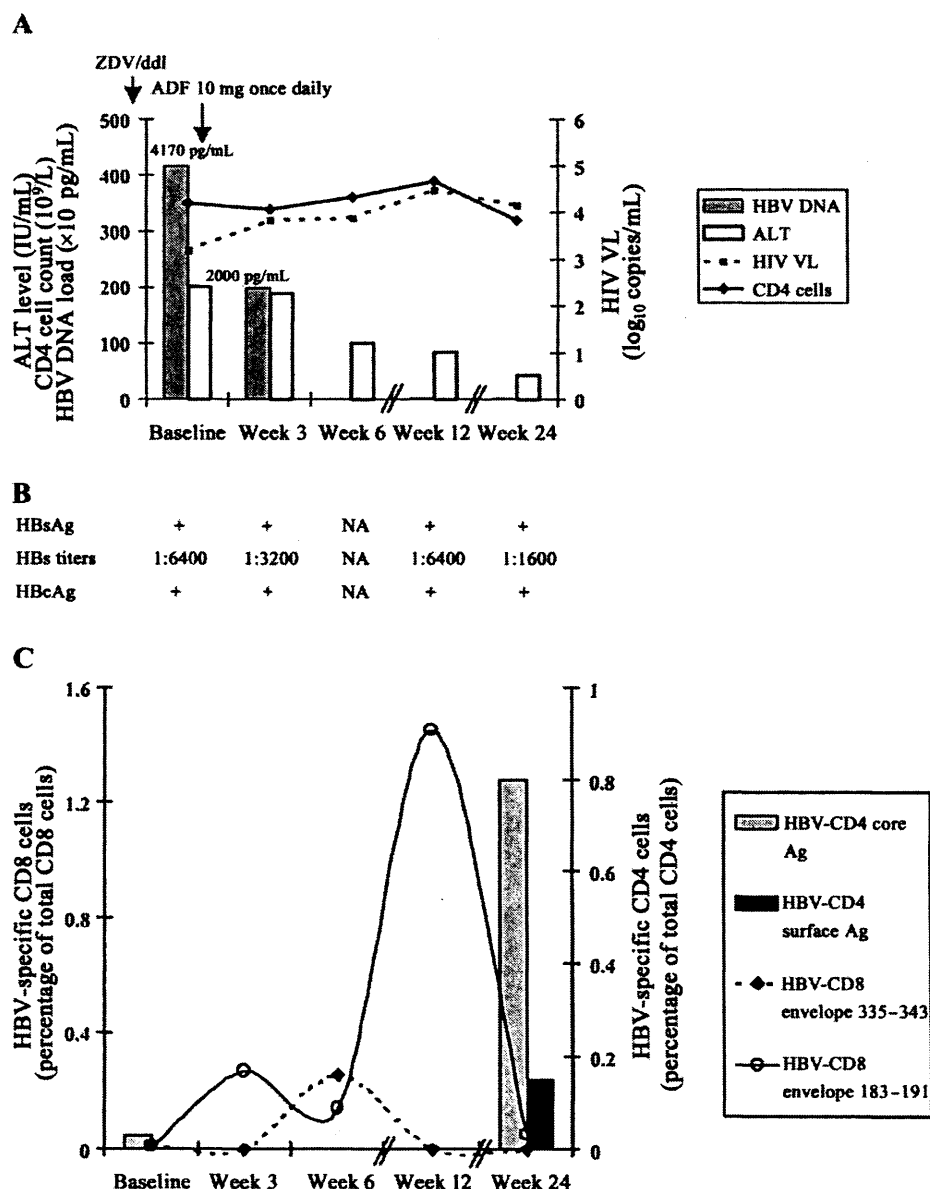 A
ZDV/ddI
ADF 10 mg once daily
ALT level (IU/mL)
CD4 cell count (10⁹/L)
HBV DNA load (×10 pg/mL)
500
400
300
200
100
0
4170 pg/mL
2000 pg/mL
6
5
4
3
2
1
0
HIV VL
(log₁₀ copies/mL)
HBV DNA
ALT
HIV VL
CD4 cells
Baseline Week 3 Week 6 Week 12 Week 24
B
HBsAg + + NA + +
HBs titers 1:6400 1:3200 NA 1:6400 1:1600
HBeAg + + NA + +
C
HBV-specific CD8 cells
(percentage of total CD8 cells)
1.6
1.2
0.8
0.4
0
1
0.8
0.6
0.4
0.2
0
HBV-specific CD4 cells
(percentage of total CD4 cells)
HBV-CD4 core
Ag
HBV-CD4
surface Ag
HBV-CD8
envelope 335–343
HBV-CD8
envelope 183–191
Baseline Week 3 Week 6 Week 12 Week 24